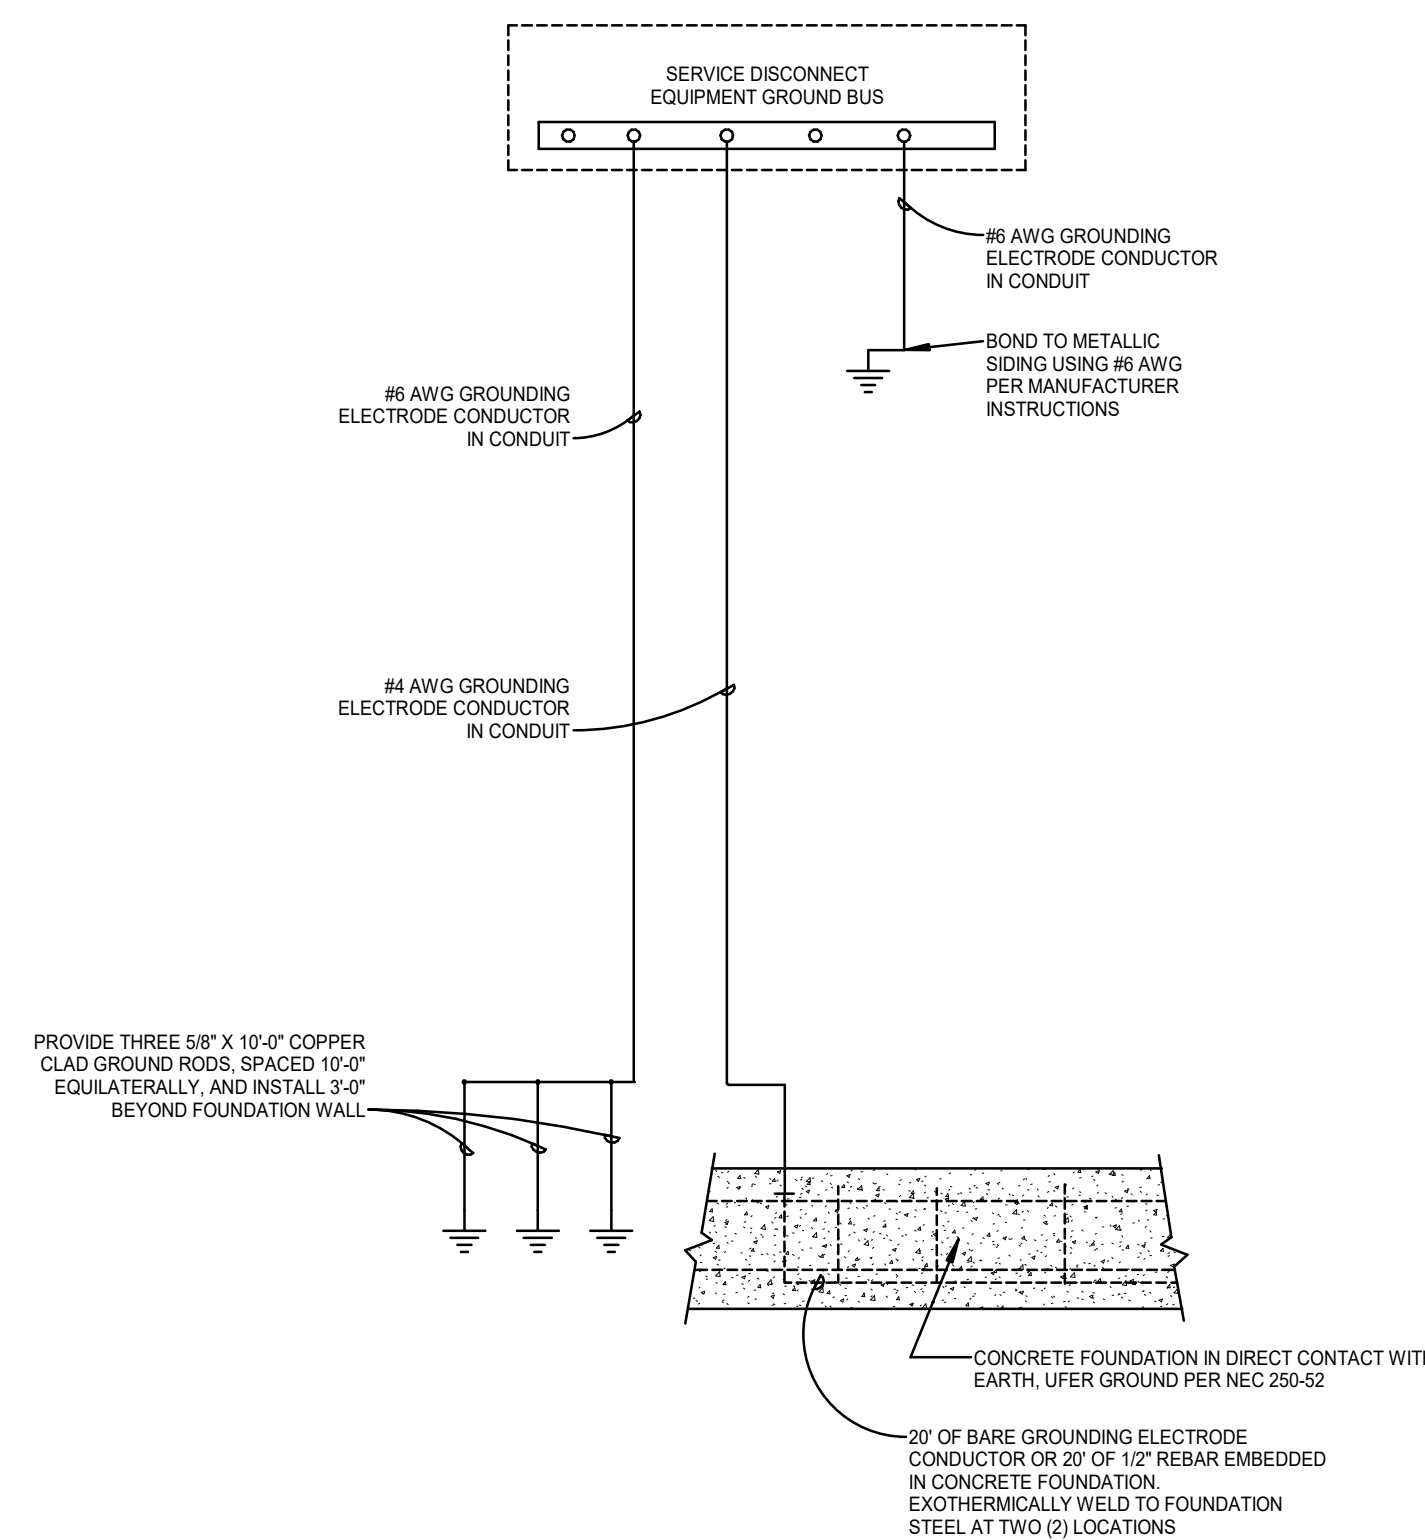 SERVICE DISCONNECT
EQUIPMENT GROUND BUS
#6 AWG GROUNDING
ELECTRODE CONDUCTOR
IN CONDUIT
BOND TO METALLIC
SIDING USING #6 AWG
PER MANUFACTURER
INSTRUCTIONS
#6 AWG GROUNDING
ELECTRODE CONDUCTOR
IN CONDUIT
#4 AWG GROUNDING
ELECTRODE CONDUCTOR
IN CONDUIT
PROVIDE THREE 5/8" X 10'-0" COPPER
CLAD GROUND RODS, SPACED 10'-0"
EQUILATERALLY, AND INSTALL 3'-0"
BEYOND FOUNDATION WALL
CONCRETE FOUNDATION IN DIRECT CONTACT WITH
EARTH, UFER GROUND PER NEC 250-52
20' OF BARE GROUNDING ELECTRODE
CONDUCTOR OR 20' OF 1/2" REBAR EMBEDDED
IN CONCRETE FOUNDATION.
EXOTHERMICALLY WELD TO FOUNDATION
STEEL AT TWO (2) LOCATIONS